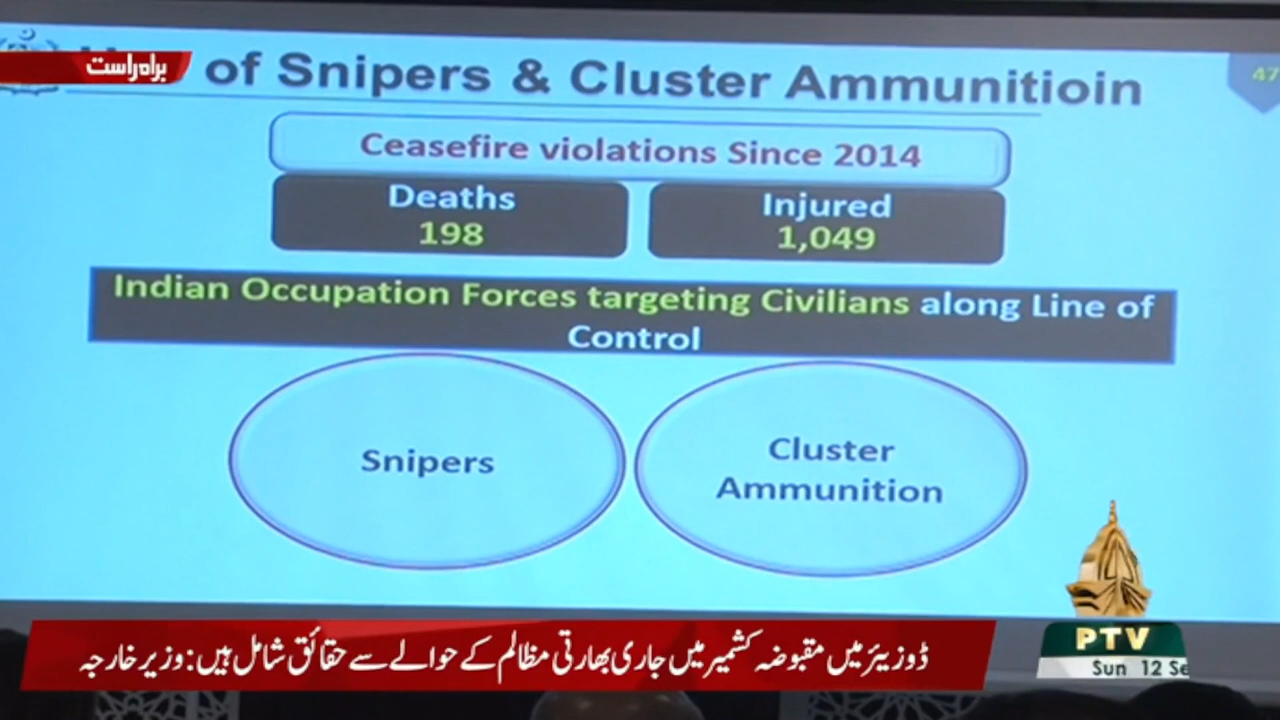 براہ راست
of Snipers & Cluster Ammunitioin
47
Ceasefire violations Since 2014
Deaths
198
Injured
1,049
Indian Occupation Forces targeting Civilians along Line of
Control
Snipers
Cluster
Ammunition
PTV
Sun 12 Se
ڈوزیئر میں مقبوضہ کشمیر میں جاری بھارتی مظالم کے حوالے سے حقائق شامل ہیں: وزیر خارجہ